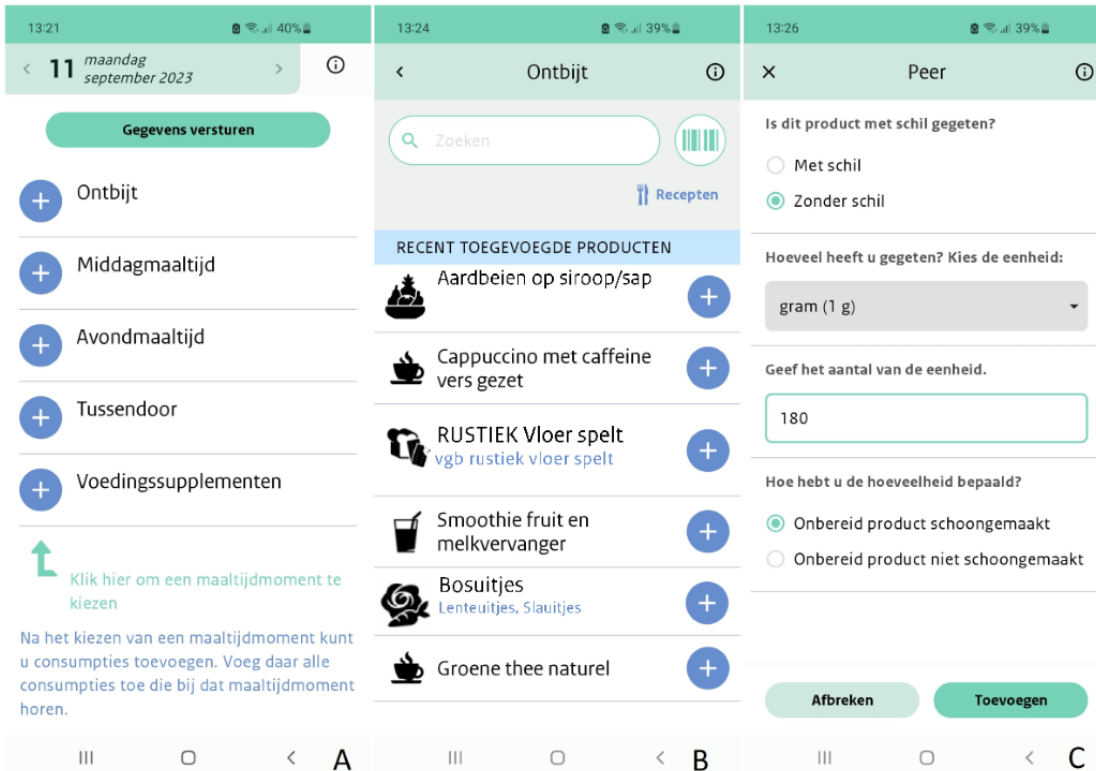 13:21
40%
11 maandag
september 2023
Gegevens versturen
Ontbijt
Middagmaaltijd
Avondmaaltijd
Tussendoor
Voedingssupplementen
Klik hier om een maaltijdmoment te
kiezen
Na het kiezen van een maaltijdmoment kunt
u consumpties toevoegen. Voeg daar alle
consumpties toe die bij dat maaltijdmoment
horen.
A
13:24
39%
Ontbijt
Zoeken
Recepten
RECENT TOEGEVOEGDE PRODUCTEN
Aardbeien op siroop/sap
Cappuccino met caffeine
vers gezet
RUSTIEK Vloer spelt
vgb rustiek vloer spelt
Smoothie fruit en
melkvervanger
Bosuitjes
Lenteuitjes, Slauitjes
Groene thee naturel
B
13:26
39%
Peer
Is dit product met schil gegeten?
Met schil
Zonder schil
Hoeveel heeft u gegeten? Kies de eenheid:
gram (1 g)
Geef het aantal van de eenheid.
180
Hoe hebt u de hoeveelheid bepaald?
Onbereid product schoongemaakt
Onbereid product niet schoongemaakt
Afbreken
Toevoegen
C